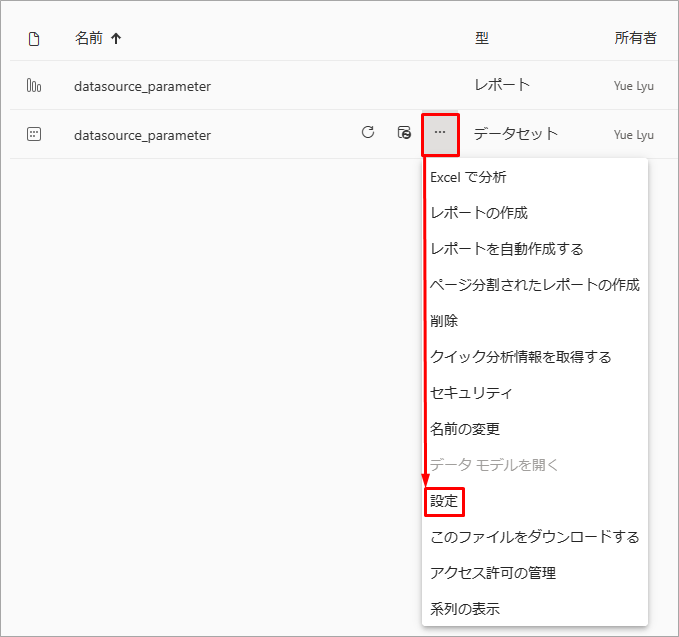 名前 ↑ 型 所有者
datasource_parameter レポート Yue Lyu
datasource_parameter ... データセット Yue Lyu
Excel で分析
レポートの作成
レポートを自動作成する
ページ分割されたレポートの作成
削除
クイック分析情報を取得する
セキュリティ
名前の変更
データ モデルを開く
設定
このファイルをダウンロードする
アクセス許可の管理
系列の表示